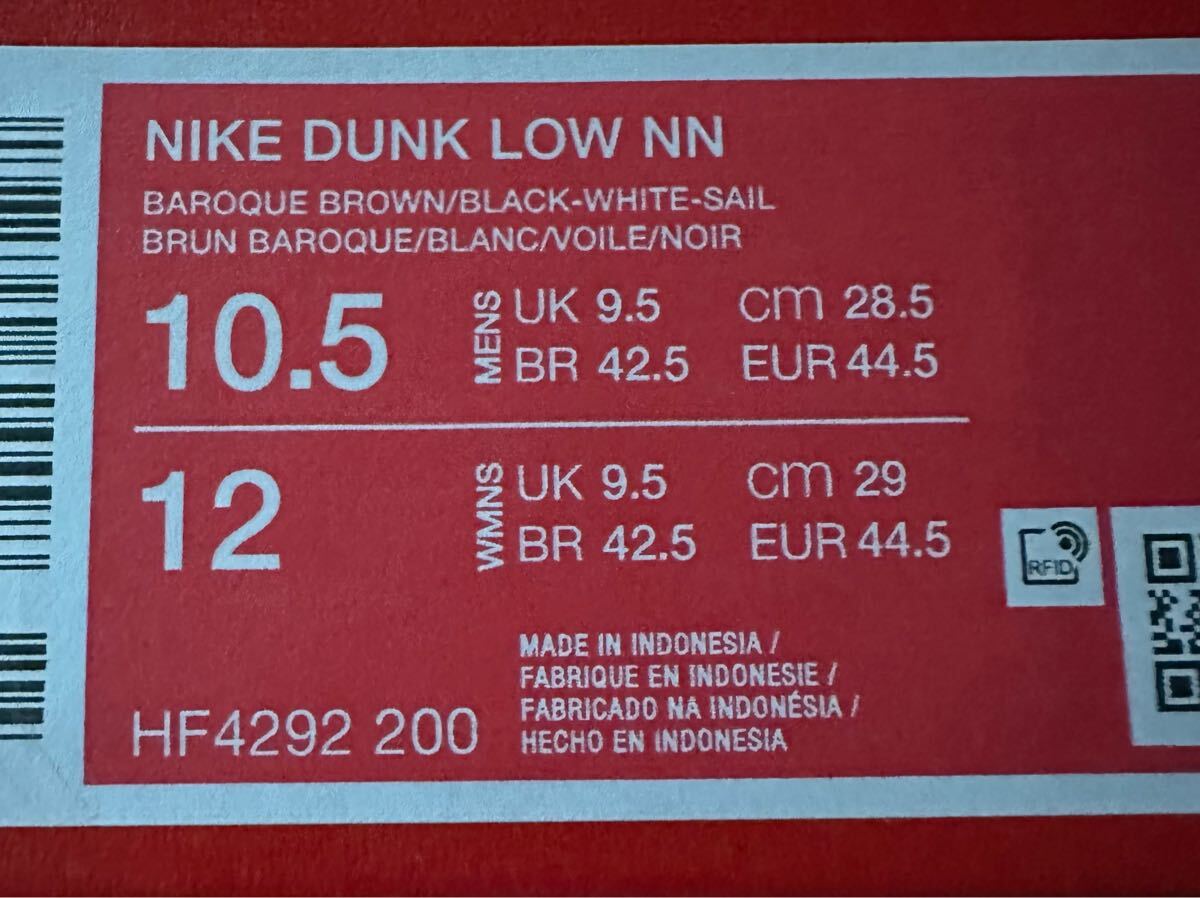 NIKE DUNK LOW NN
BAROQUE BROWN/BLACK-WHITE-SAIL
BRUN BAROQUE/BLANC/VOILE/NOIR
10.5 MENS UK 9.5 cm 28.5
BR 42.5 EUR 44.5
12 WMNS UK 9.5 cm 29
BR 42.5 EUR 44.5
RFID
MADE IN INDONESIA /
FABRIQUE EN INDONESIE /
FABRICADO NA INDONÉSIA /
HECHO EN INDONESIA
HF4292 200